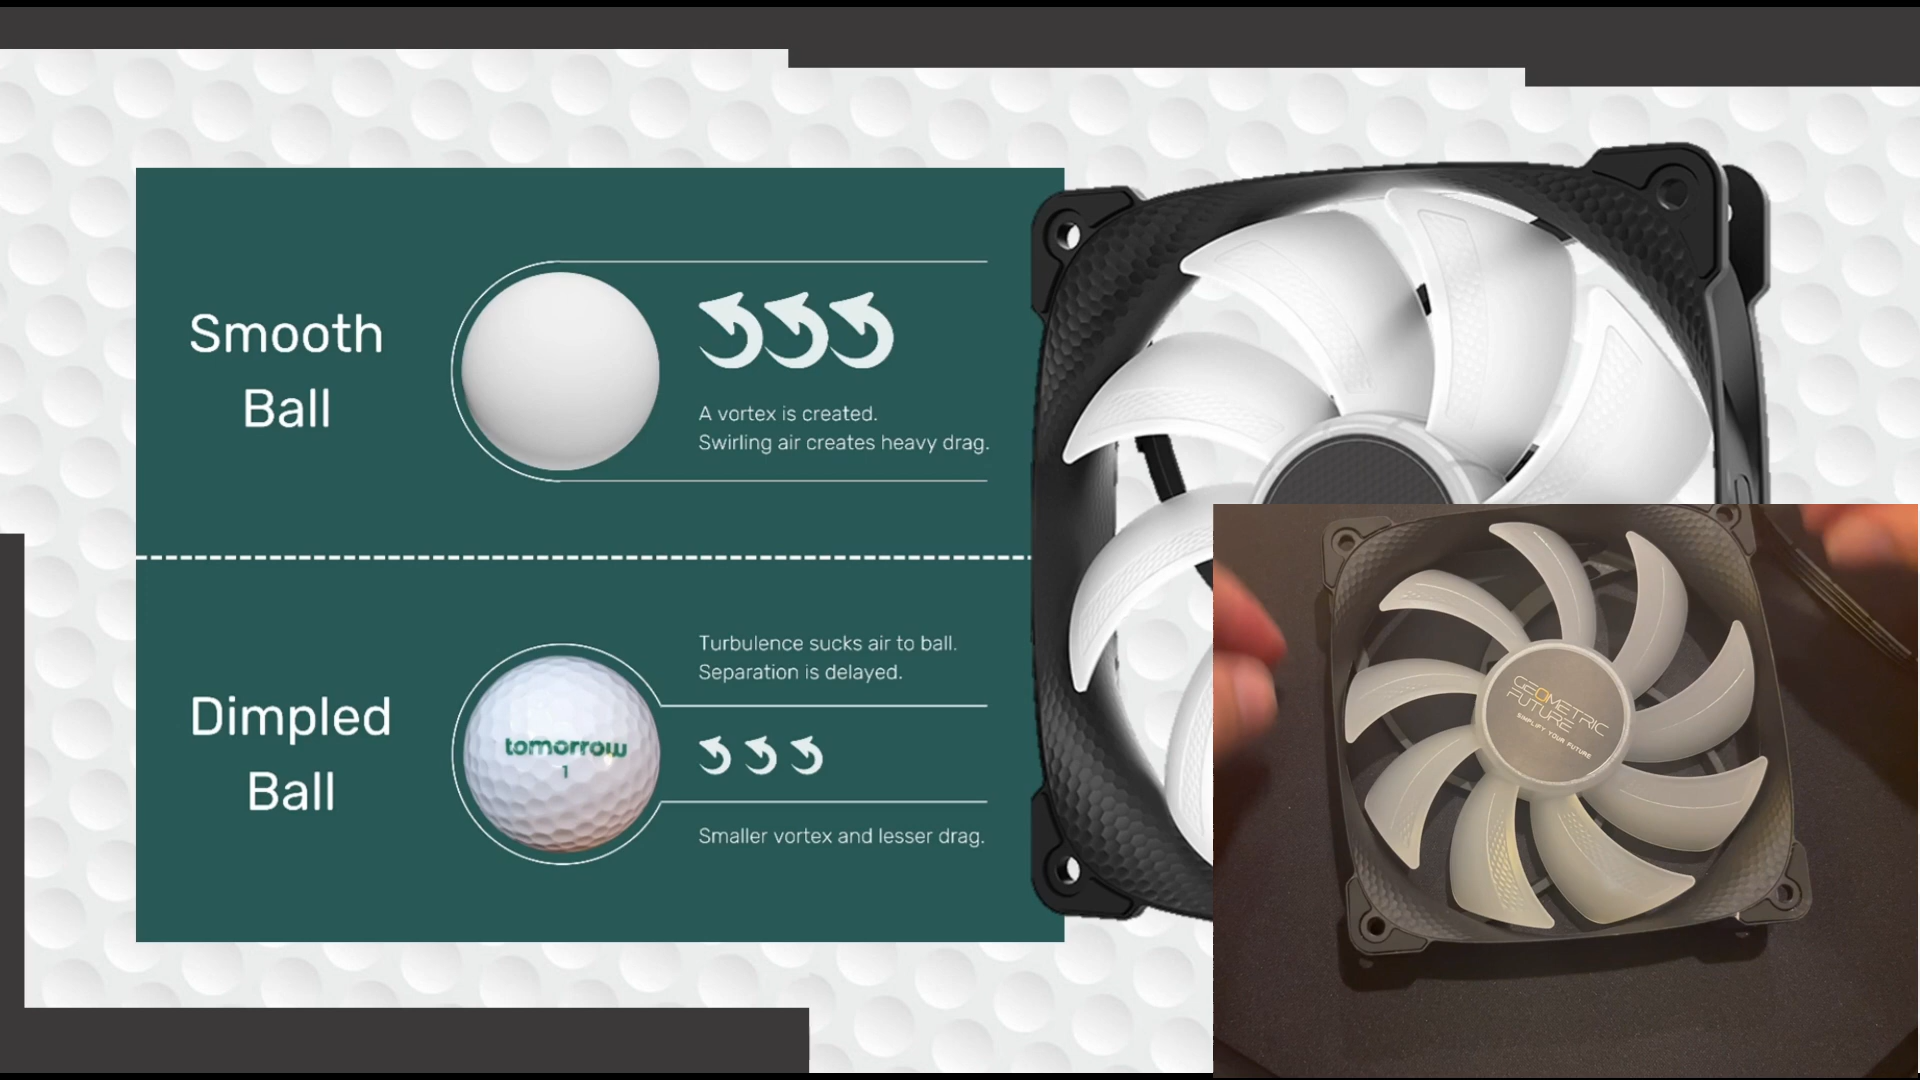 Smooth
Ball
A vortex is created.
Swirling air creates heavy drag.
Dimpled
Ball
tomorrow
1
Turbulence sucks air to ball.
Separation is delayed.
Smaller vortex and lesser drag.
GEOMETRIC
FUTURE
SIMPLIFY YOUR FUTURE